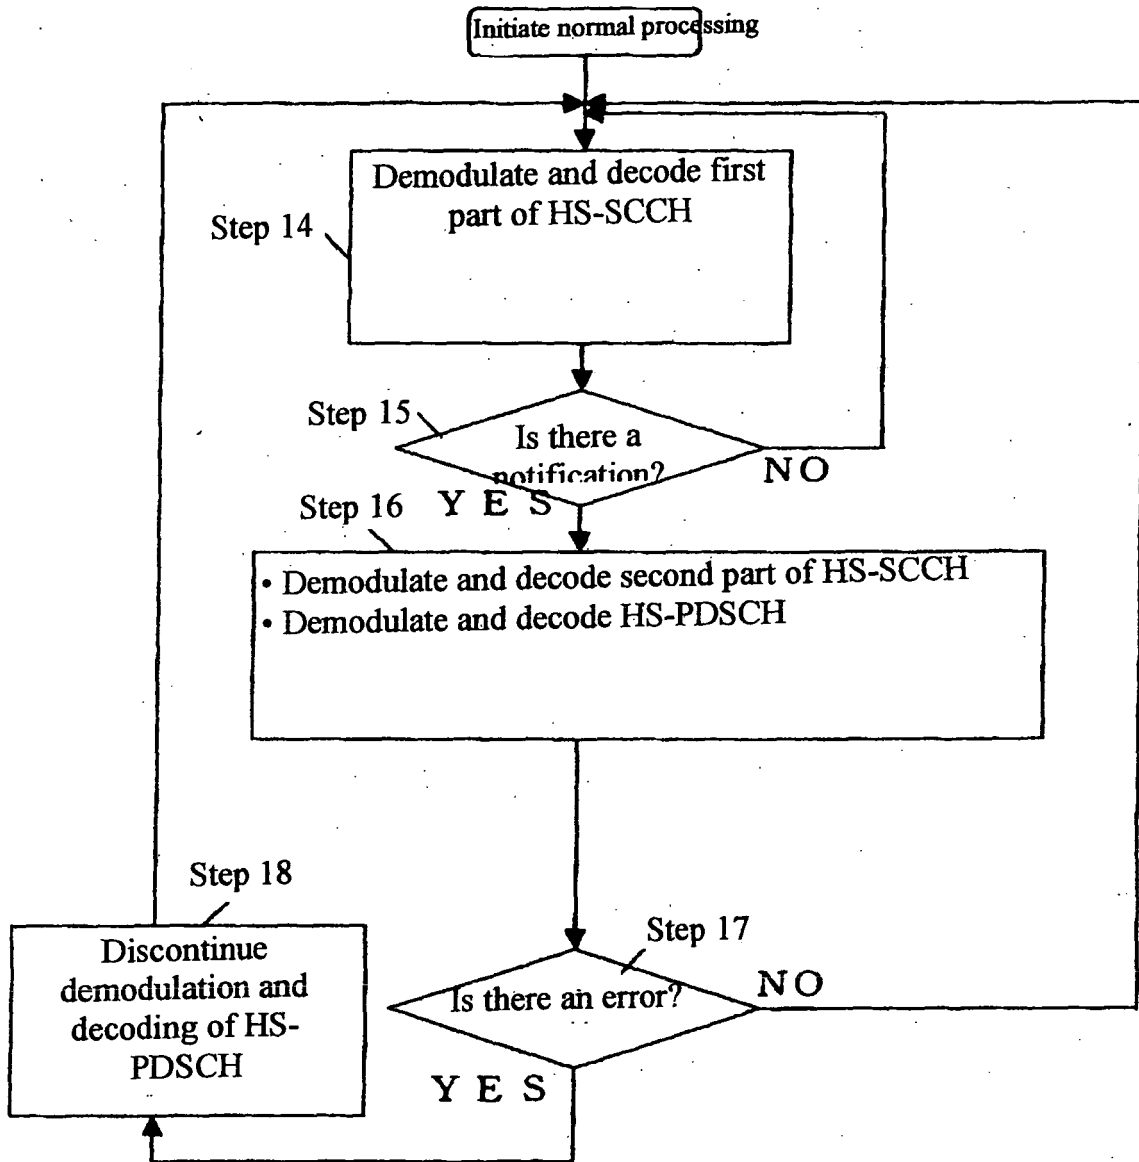 Initiate normal processing
Demodulate and decode first
part of HS-SCCH
Step 14
Step 15
Is there a
notification?
NO
YES
Step 16
• Demodulate and decode second part of HS-SCCH
• Demodulate and decode HS-PDSCH
Step 18
Discontinue
demodulation and
decoding of HS-
PDSCH
Step 17
Is there an error?
NO
YES